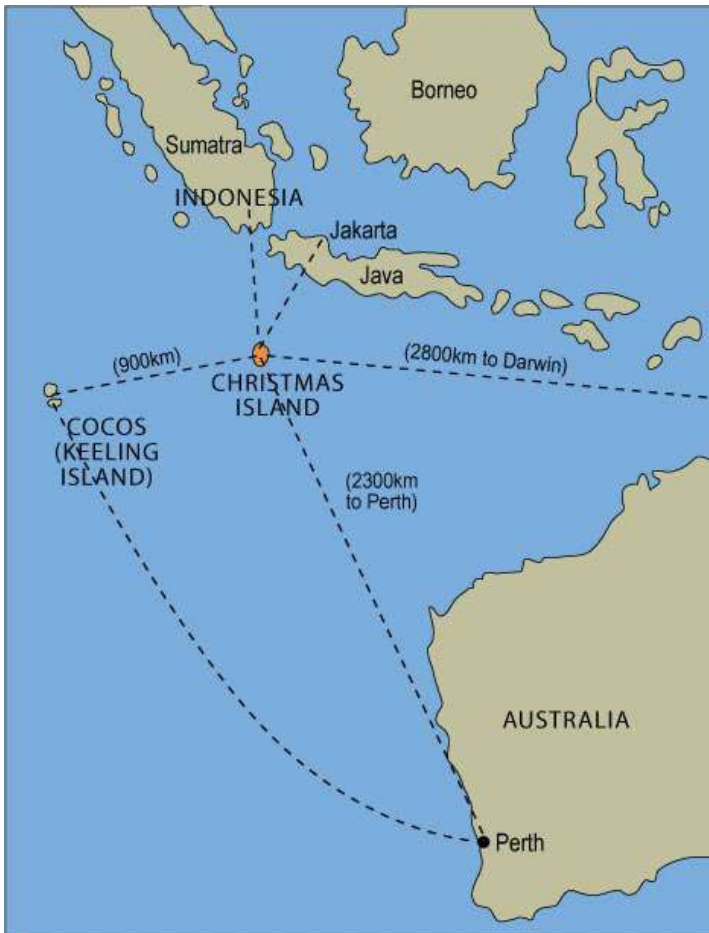 Borneo
Sumatra
INDONESIA
Jakarta
Java
(900km)
(2800km to Darwin)
CHRISTMAS
ISLAND
COCOS
(KEELING
ISLAND)
(2300km
to Perth)
AUSTRALIA
Perth